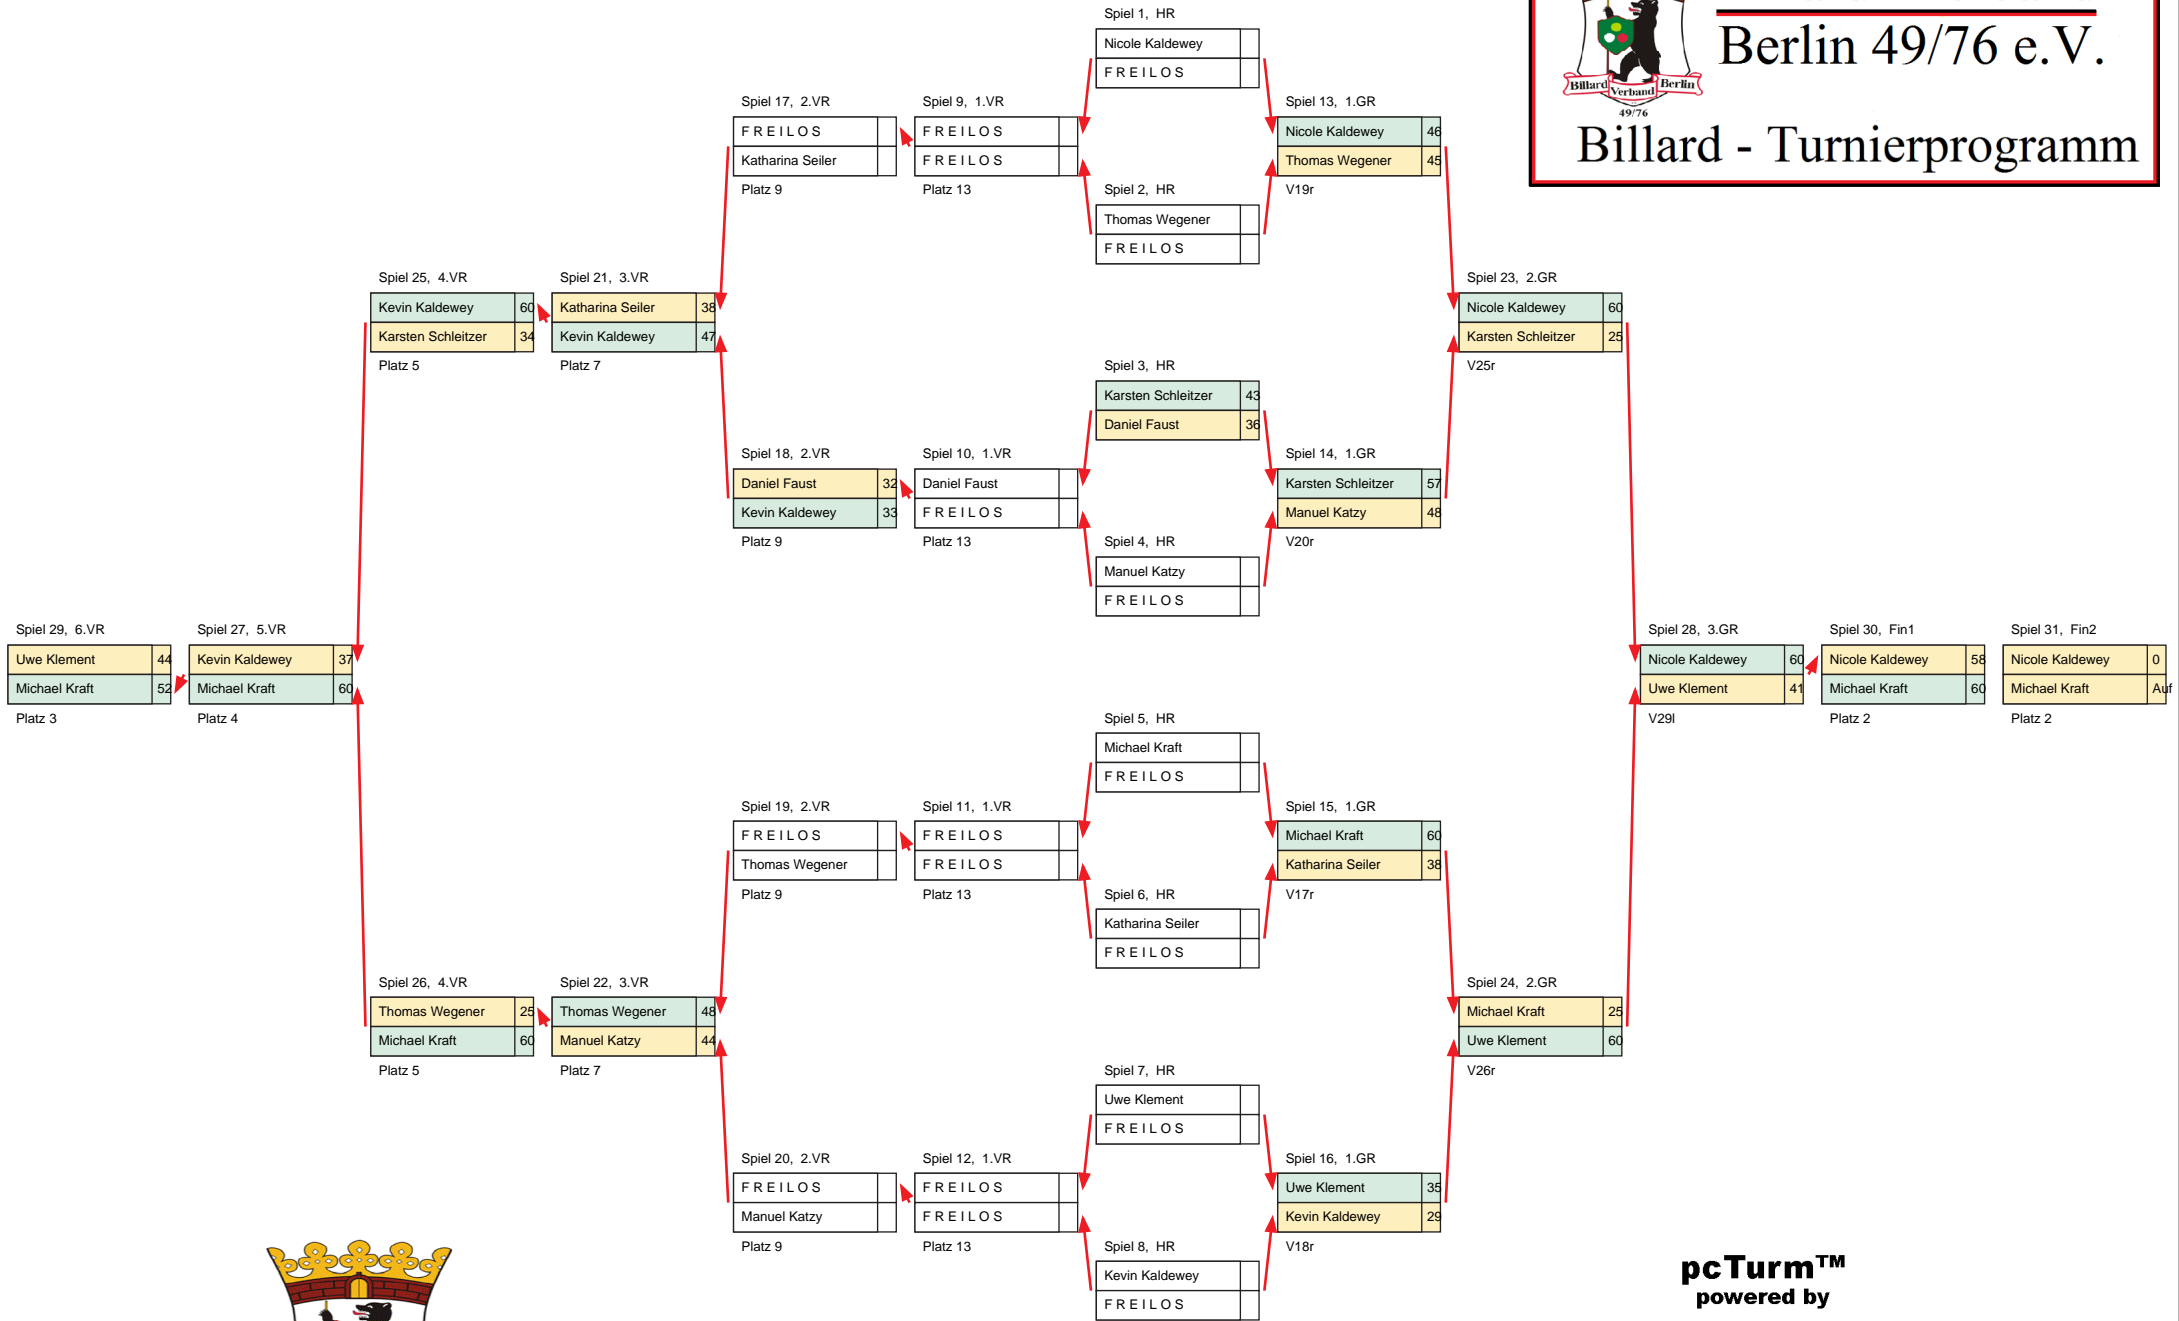 Berlin 49/76 e.V.
Billard Verband Berlin
49/76
Billard - Turnierprogramm
Spiel 1, HR
Nicole Kaldewey
FREILOS
Spiel 17, 2.VR
FREILOS
Katharina Seiler
Platz 9
Spiel 9, 1.VR
FREILOS
FREILOS
Platz 13
Spiel 13, 1.GR
Nicole Kaldewey 46
Thomas Wegener 45
V19r
Spiel 2, HR
Thomas Wegener
FREILOS
Spiel 25, 4.VR
Kevin Kaldewey 60
Karsten Schleitzer 34
Platz 5
Spiel 21, 3.VR
Katharina Seiler 38
Kevin Kaldewey 47
Platz 7
Spiel 23, 2.GR
Nicole Kaldewey 60
Karsten Schleitzer 25
V25r
Spiel 3, HR
Karsten Schleitzer 43
Daniel Faust 36
Spiel 18, 2.VR
Daniel Faust 32
Kevin Kaldewey 33
Platz 9
Spiel 10, 1.VR
Daniel Faust
FREILOS
Platz 13
Spiel 14, 1.GR
Karsten Schleitzer 57
Manuel Katzy 48
V20r
Spiel 4, HR
Manuel Katzy
FREILOS
Spiel 29, 6.VR
Uwe Klement 44
Michael Kraft 52
Platz 3
Spiel 27, 5.VR
Kevin Kaldewey 37
Michael Kraft 60
Platz 4
Spiel 28, 3.GR
Nicole Kaldewey 60
Uwe Klement 41
V29l
Spiel 30, Fin1
Nicole Kaldewey 58
Michael Kraft 60
Platz 2
Spiel 31, Fin2
Nicole Kaldewey 0
Michael Kraft Auf
Platz 2
Spiel 5, HR
Michael Kraft
FREILOS
Spiel 19, 2.VR
FREILOS
Thomas Wegener
Platz 9
Spiel 11, 1.VR
FREILOS
FREILOS
Platz 13
Spiel 15, 1.GR
Michael Kraft 60
Katharina Seiler 38
V17r
Spiel 6, HR
Katharina Seiler
FREILOS
Spiel 26, 4.VR
Thomas Wegener 25
Michael Kraft 60
Platz 5
Spiel 22, 3.VR
Thomas Wegener 48
Manuel Katzy 44
Platz 7
Spiel 24, 2.GR
Michael Kraft 25
Uwe Klement 60
V26r
Spiel 7, HR
Uwe Klement
FREILOS
Spiel 20, 2.VR
FREILOS
Manuel Katzy
Platz 9
Spiel 12, 1.VR
FREILOS
FREILOS
Platz 13
Spiel 16, 1.GR
Uwe Klement 35
Kevin Kaldewey 29
V18r
Spiel 8, HR
Kevin Kaldewey
FREILOS
pcTurm™
powered by